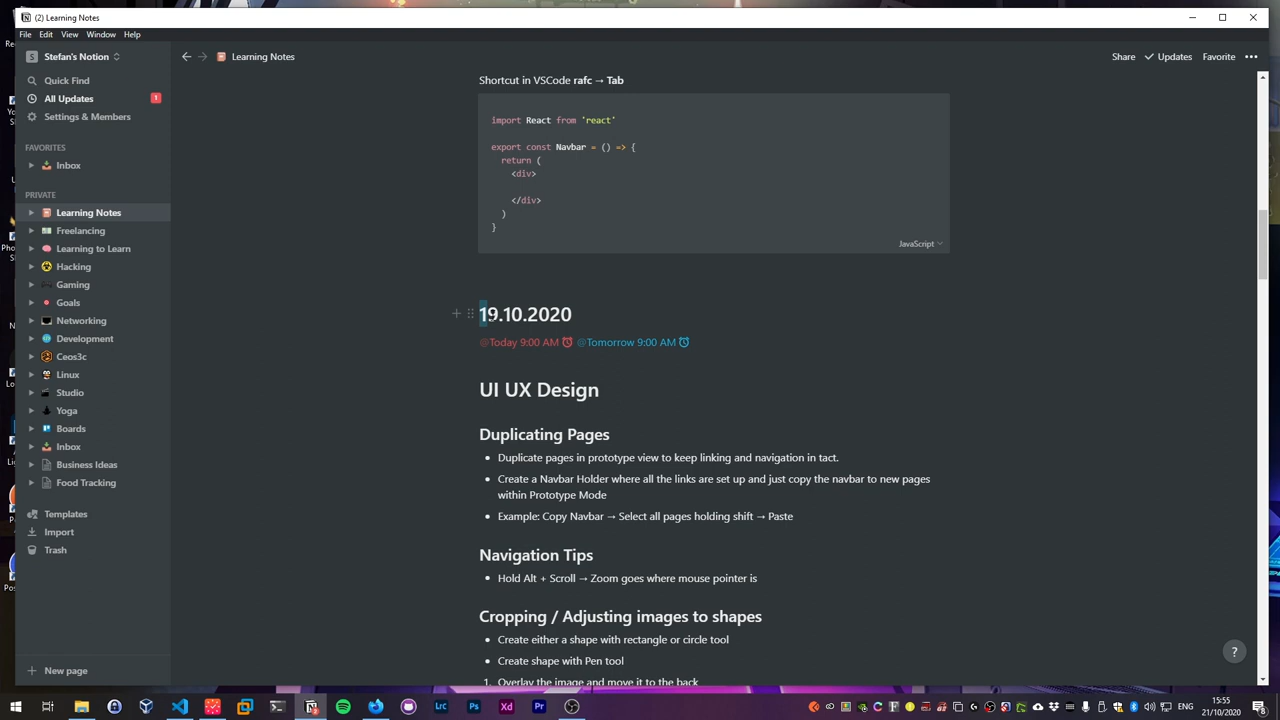 (2) Learning Notes
File Edit View Window Help
Stefan's Notion
Quick Find
All Updates 1
Settings & Members
FAVORITES
Inbox
PRIVATE
Learning Notes
Freelancing
Learning to Learn
Hacking
Gaming
Goals
Networking
Development
Ceos3c
Linux
Studio
Yoga
Boards
Inbox
Business Ideas
Food Tracking
Templates
Import
Trash
New page
Learning Notes
Share Updates Favorite
Shortcut in VSCode rafc → Tab
import React from 'react'
export const Navbar = () => {
return (
<div>
</div>
)
}
JavaScript
19.10.2020
@Today 9:00 AM @Tomorrow 9:00 AM
UI UX Design
Duplicating Pages
• Duplicate pages in prototype view to keep linking and navigation in tact.
• Create a Navbar Holder where all the links are set up and just copy the navbar to new pages
within Prototype Mode
• Example: Copy Navbar → Select all pages holding shift → Paste
Navigation Tips
• Hold Alt + Scroll → Zoom goes where mouse pointer is
Cropping / Adjusting images to shapes
• Create either a shape with rectangle or circle tool
• Create shape with Pen tool
1. Overlay the image and move it to the back
?
Lrc Ps Xd Pr
ENG
15:55
21/10/2020